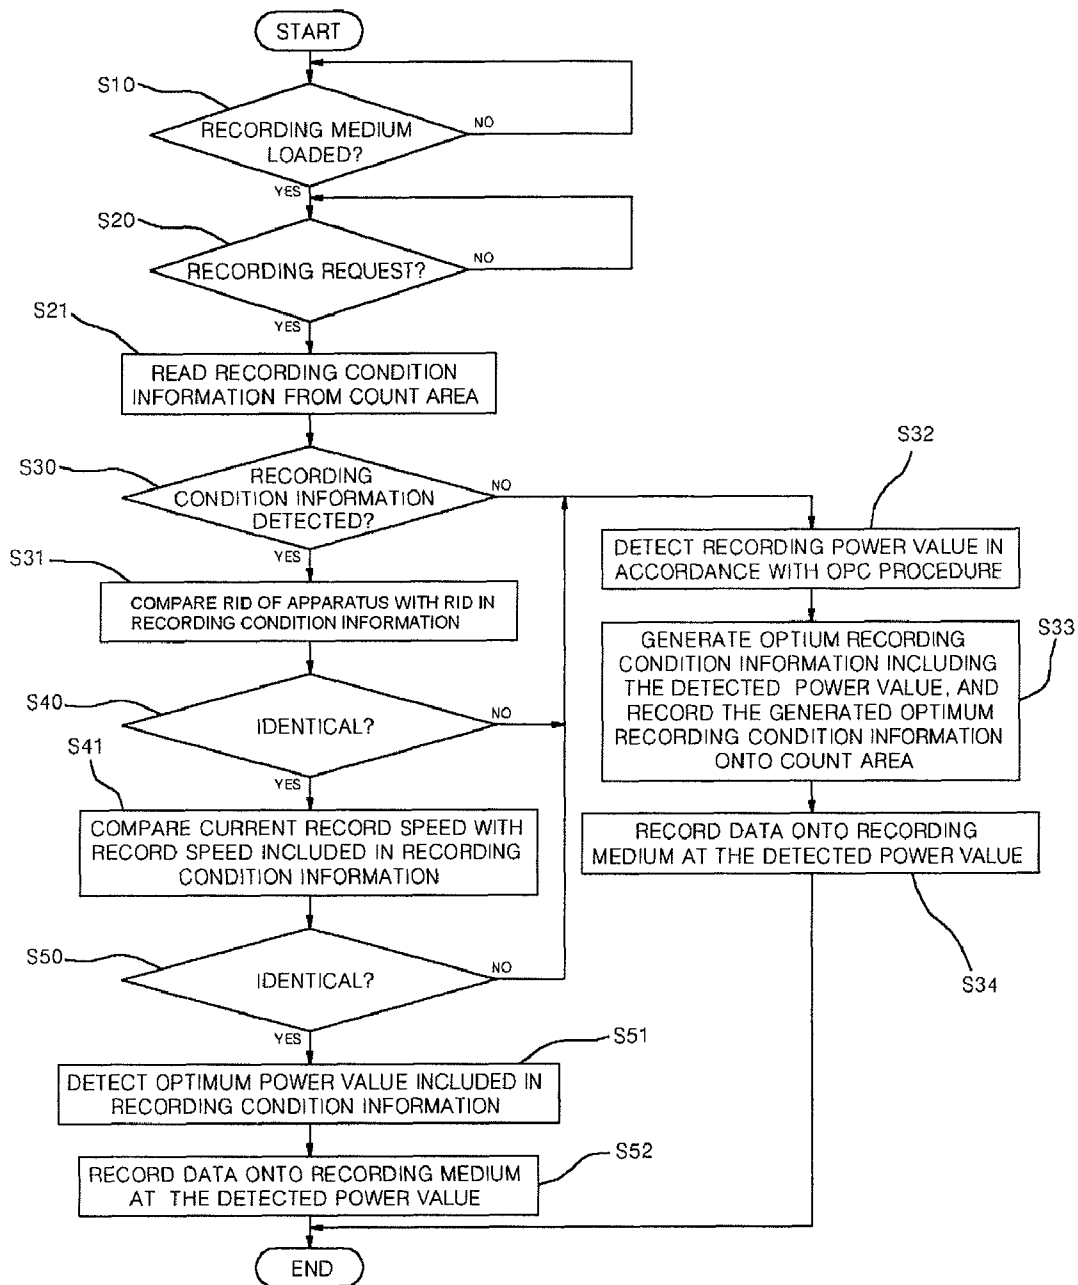 START
S10
RECORDING MEDIUM
LOADED?
NO
YES
S20
RECORDING REQUEST?
NO
YES
S21
READ RECORDING CONDITION
INFORMATION FROM COUNT AREA
S30
RECORDING
CONDITION INFORMATION
DETECTED?
NO
YES
S31
COMPARE RID OF APPARATUS WITH RID IN
RECORDING CONDITION INFORMATION
S40
IDENTICAL?
NO
YES
S41
COMPARE CURRENT RECORD SPEED WITH
RECORD SPEED INCLUDED IN RECORDING
CONDITION INFORMATION
S50
IDENTICAL?
NO
YES
S51
DETECT OPTIMUM POWER VALUE INCLUDED IN
RECORDING CONDITION INFORMATION
S52
RECORD DATA ONTO RECORDING MEDIUM
AT THE DETECTED POWER VALUE
S32
DETECT RECORDING POWER VALUE IN
ACCORDANCE WITH OPC PROCEDURE
S33
GENERATE OPTIUM RECORDING
CONDITION INFORMATION INCLUDING
THE DETECTED POWER VALUE, AND
RECORD THE GENERATED OPTIMUM
RECORDING CONDITION INFORMATION
ONTO COUNT AREA
RECORD DATA ONTO RECORDING
MEDIUM AT THE DETECTED POWER VALUE
S34
END